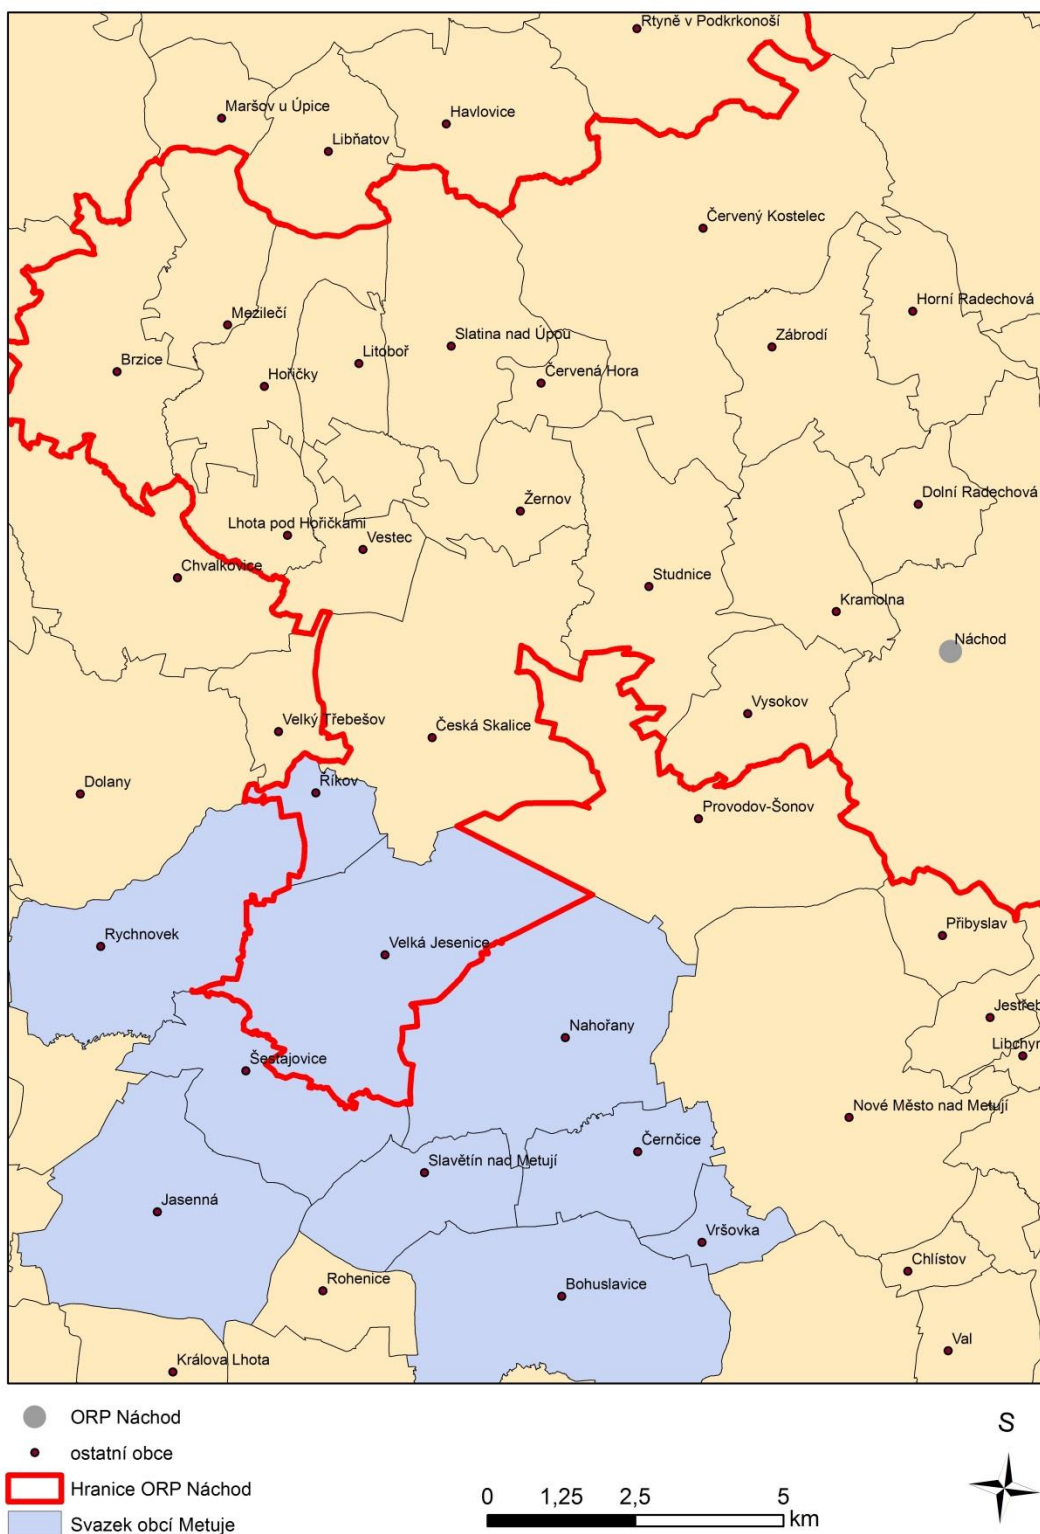 Rtyně v Podkrkonoší
Maršov u Úpice
Havlovice
Libňatov
Červený Kostelec
Horní Radechová
Mezilečí
Slatina nad Úpou
Zábrodí
Litoboř
Brzice
Hořičky
Červená Hora
Dolní Radechová
Žernov
Lhota pod Hořičkami
Vestec
Chvalkovice
Studnice
Kramolna
Náchod
Vysokov
Velký Třebešov
Česká Skalice
Dolany
Říkov
Provodov-Šonov
Přibyslav
Rychnovek
Velká Jesenice
Jestřeb
Nahořany
Libchyn
Šestajovice
Nové Město nad Metují
Černčice
Slavětín nad Metují
Jasenná
Vršovka
Chlístov
Rohenice
Bohuslavice
Val
Králova Lhota
ORP Náchod
ostatní obce
Hranice ORP Náchod
Svazek obcí Metuje
0 1,25 2,5 5
km
S